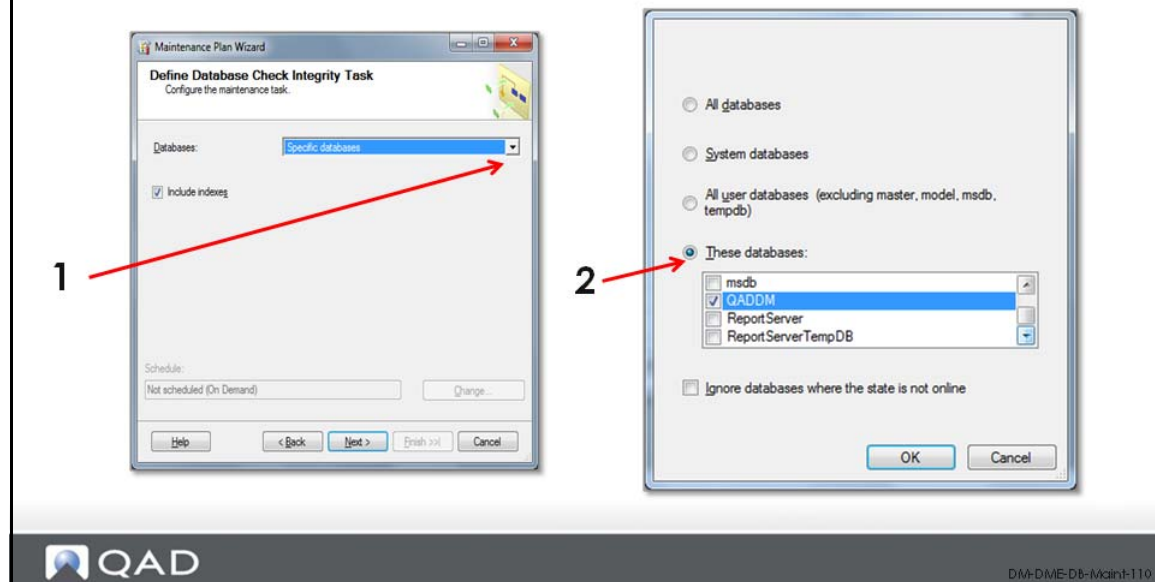 Maintenance Plan Wizard
Define Database Check Integrity Task
Configure the maintenance task.
Databases:
Specific databases
Include indexes
1
Schedule:
Not scheduled (On Demand)
Change...
Help
< Back
Next >
Finish >>|
Cancel
All databases
System databases
All user databases (excluding master, model, msdb,
tempdb)
These databases:
2
msdb
QADDM
ReportServer
ReportServerTempDB
Ignore databases where the state is not online
OK
Cancel
QAD
DM-DME-DB-Maint-110